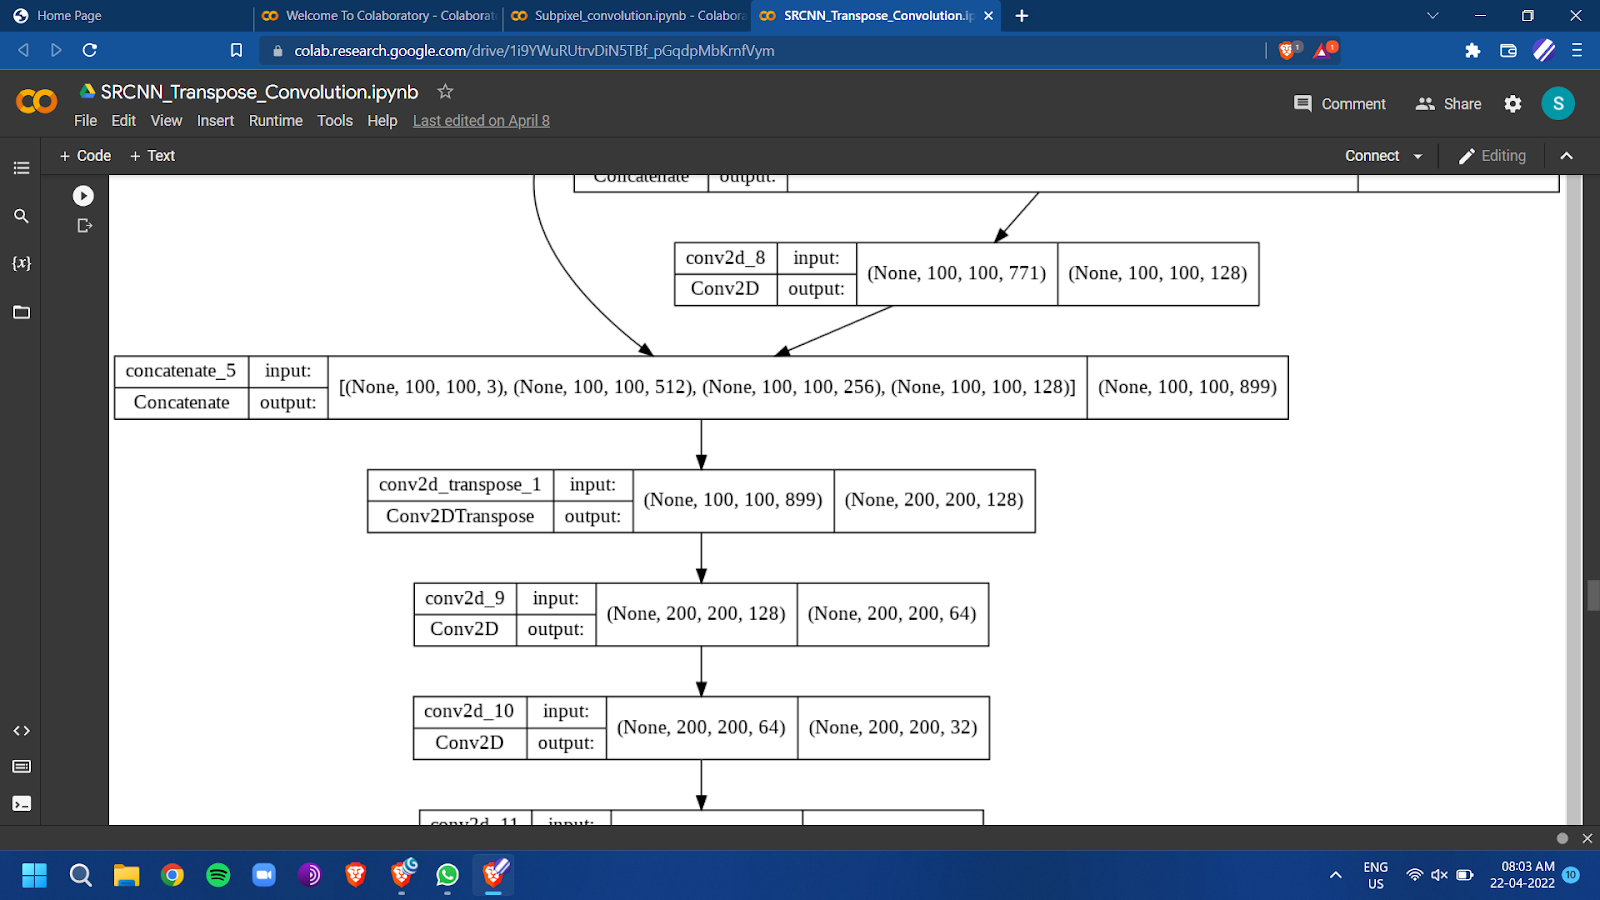 Home Page
Welcome To Colaboratory - Colaborat
Subpixel_convolution.ipynb - Colabora
SRCNN_Transpose_Convolution.ip
colab.research.google.com/drive/1i9YWuRUtrvDiN5TBf_pGqdpMbKrnfVym
1
1
SRCNN_Transpose_Convolution.ipynb
File Edit View Insert Runtime Tools Help Last edited on April 8
Comment Share S
+ Code + Text
Connect Editing
Concatenate output:
conv2d_8 input:
Conv2D output:
(None, 100, 100, 771) (None, 100, 100, 128)
concatenate_5 input:
Concatenate output:
[(None, 100, 100, 3), (None, 100, 100, 512), (None, 100, 100, 256), (None, 100, 100, 128)] (None, 100, 100, 899)
conv2d_transpose_1 input:
Conv2DTranspose output:
(None, 100, 100, 899) (None, 200, 200, 128)
conv2d_9 input:
Conv2D output:
(None, 200, 200, 128) (None, 200, 200, 64)
conv2d_10 input:
Conv2D output:
(None, 200, 200, 64) (None, 200, 200, 32)
conv2d_11 input:
{x}
ENG
US
08:03 AM
22-04-2022
10